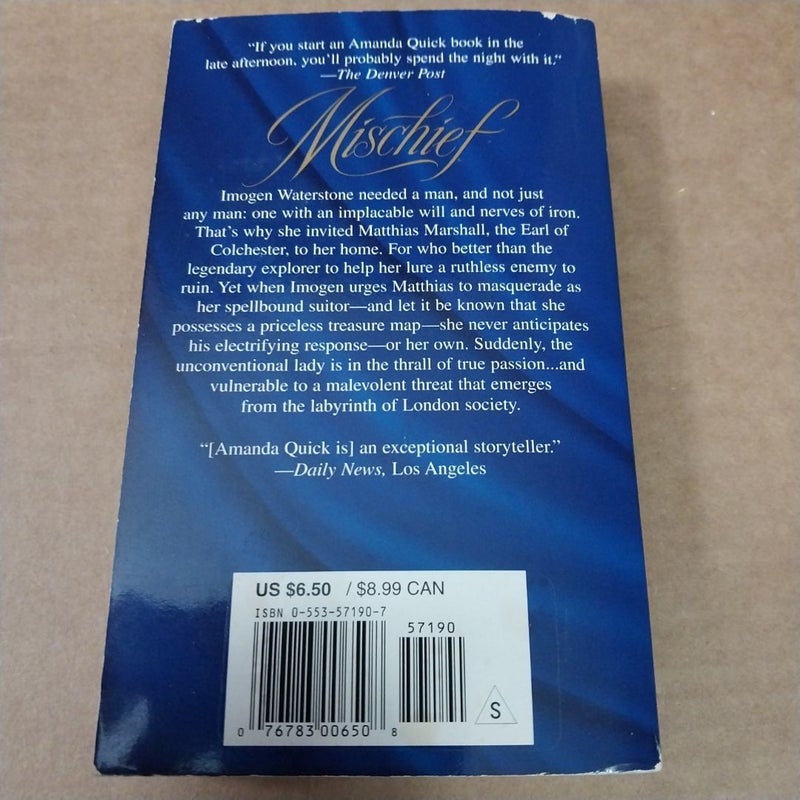 “If you start an Amanda Quick book in the
late afternoon, you’ll probably spend the night with it.”
—The Denver Post
Mischief
Imogen Waterstone needed a man, and not just
any man: one with an implacable will and nerves of iron.
That’s why she invited Matthias Marshall, the Earl of
Colchester, to her home. For who better than the
legendary explorer to help her lure a ruthless enemy to
ruin. Yet when Imogen urges Matthias to masquerade as
her spellbound suitor—and let it be known that she
possesses a priceless treasure map—she never anticipates
his electrifying response—or her own. Suddenly, the
unconventional lady is in the thrall of true passion...and
vulnerable to a malevolent threat that emerges
from the labyrinth of London society.
“[Amanda Quick is] an exceptional storyteller.”
—Daily News, Los Angeles
US $6.50 / $8.99 CAN
ISBN 0-553-57190-7
57190
S
0 76783 00650 8